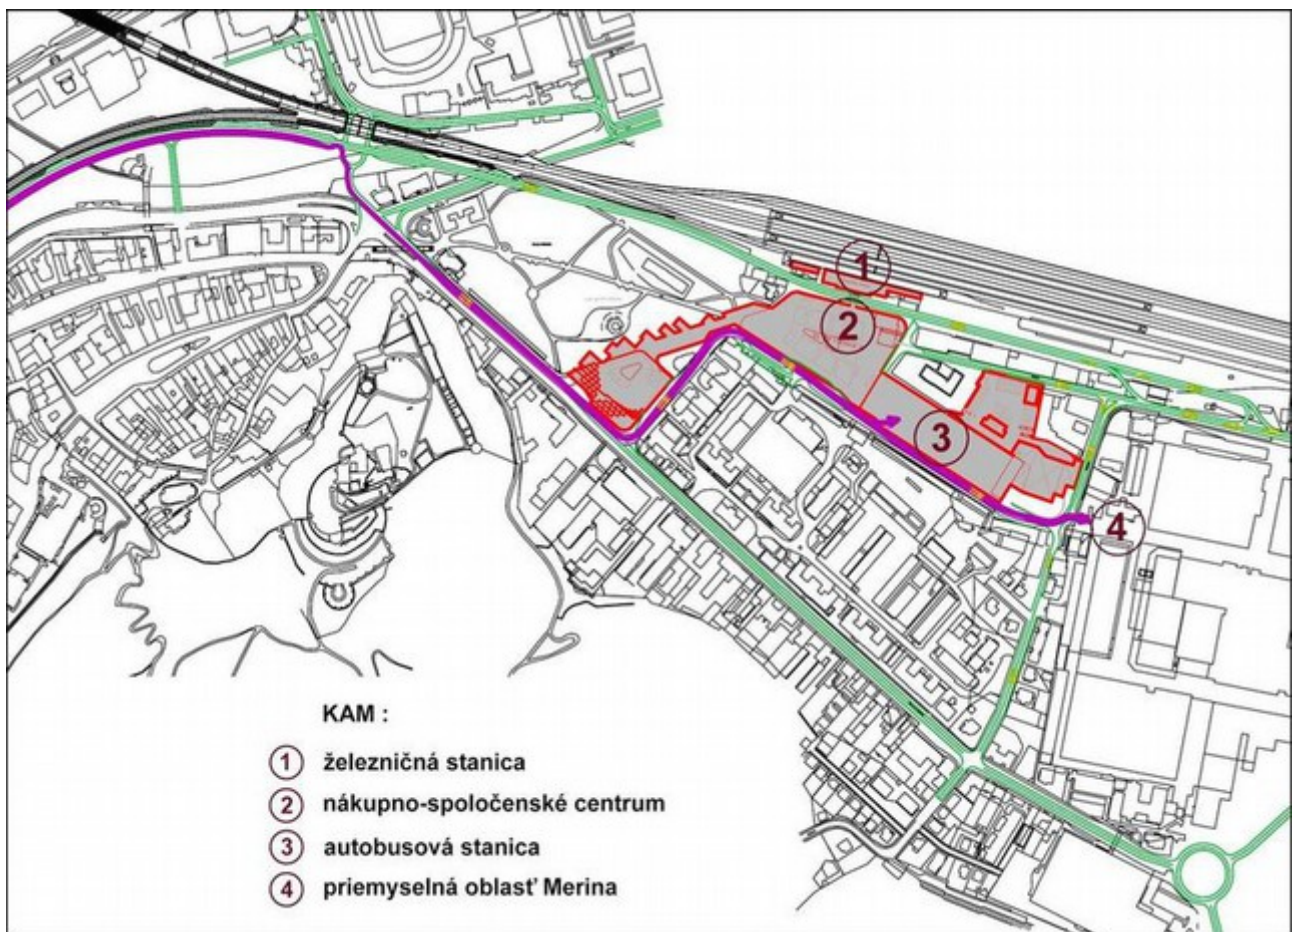 1
2
3
4
KAM :
1 železničná stanica
2 nákupno-spoločenské centrum
3 autobusová stanica
4 priemyselná oblasť Merina